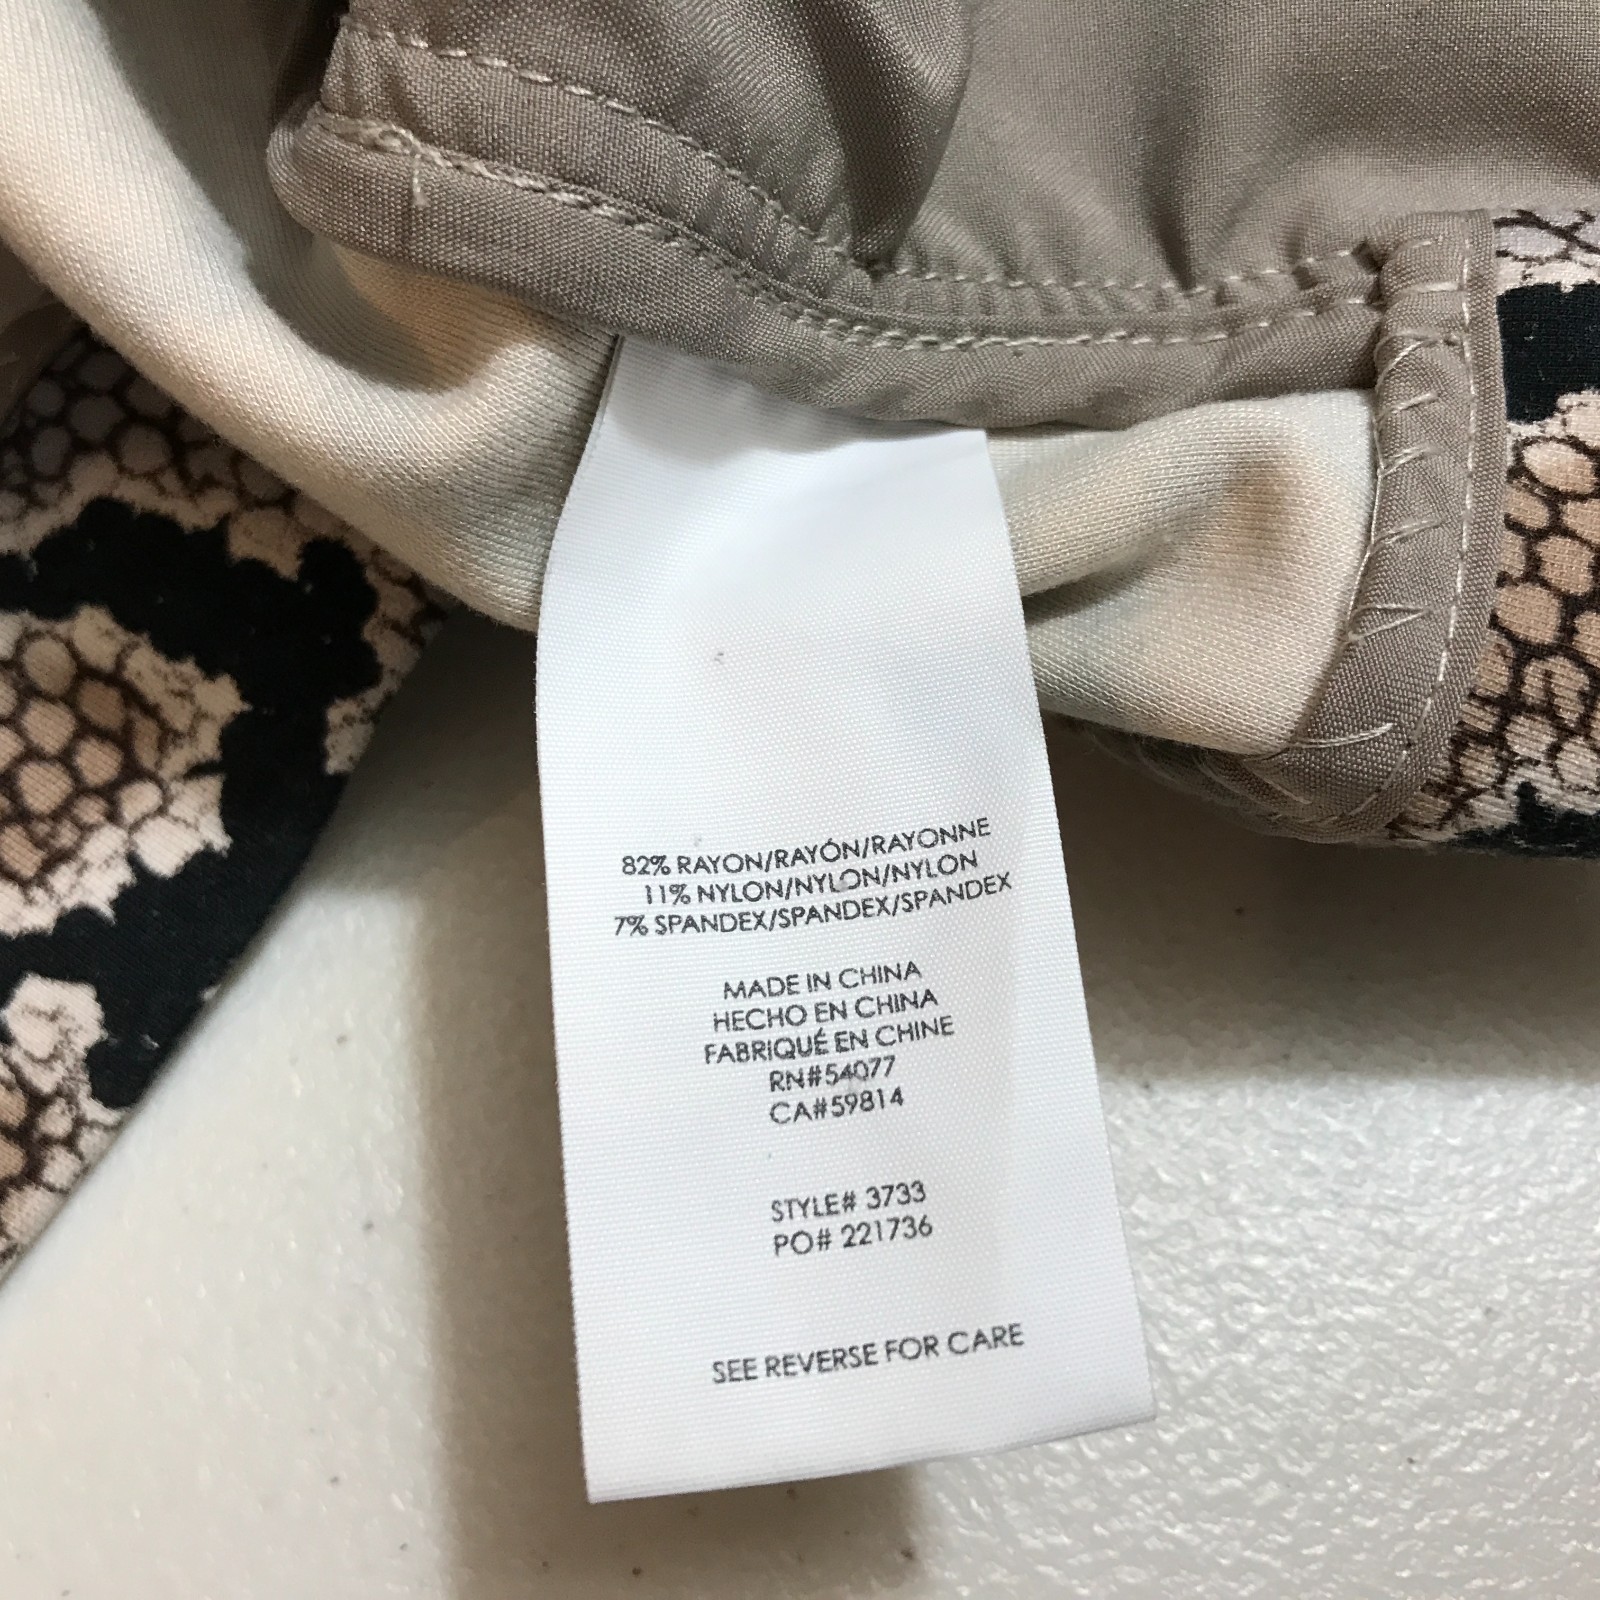 82% RAYON/RAYÓN/RAYONNE
11% NYLON/NYLON/NYLON
7% SPANDEX/SPANDEX/SPANDEX
MADE IN CHINA
HECHO EN CHINA
FABRIQUÉ EN CHINE
RN#54077
CA#59814
STYLE# 3733
PO# 221736
SEE REVERSE FOR CARE